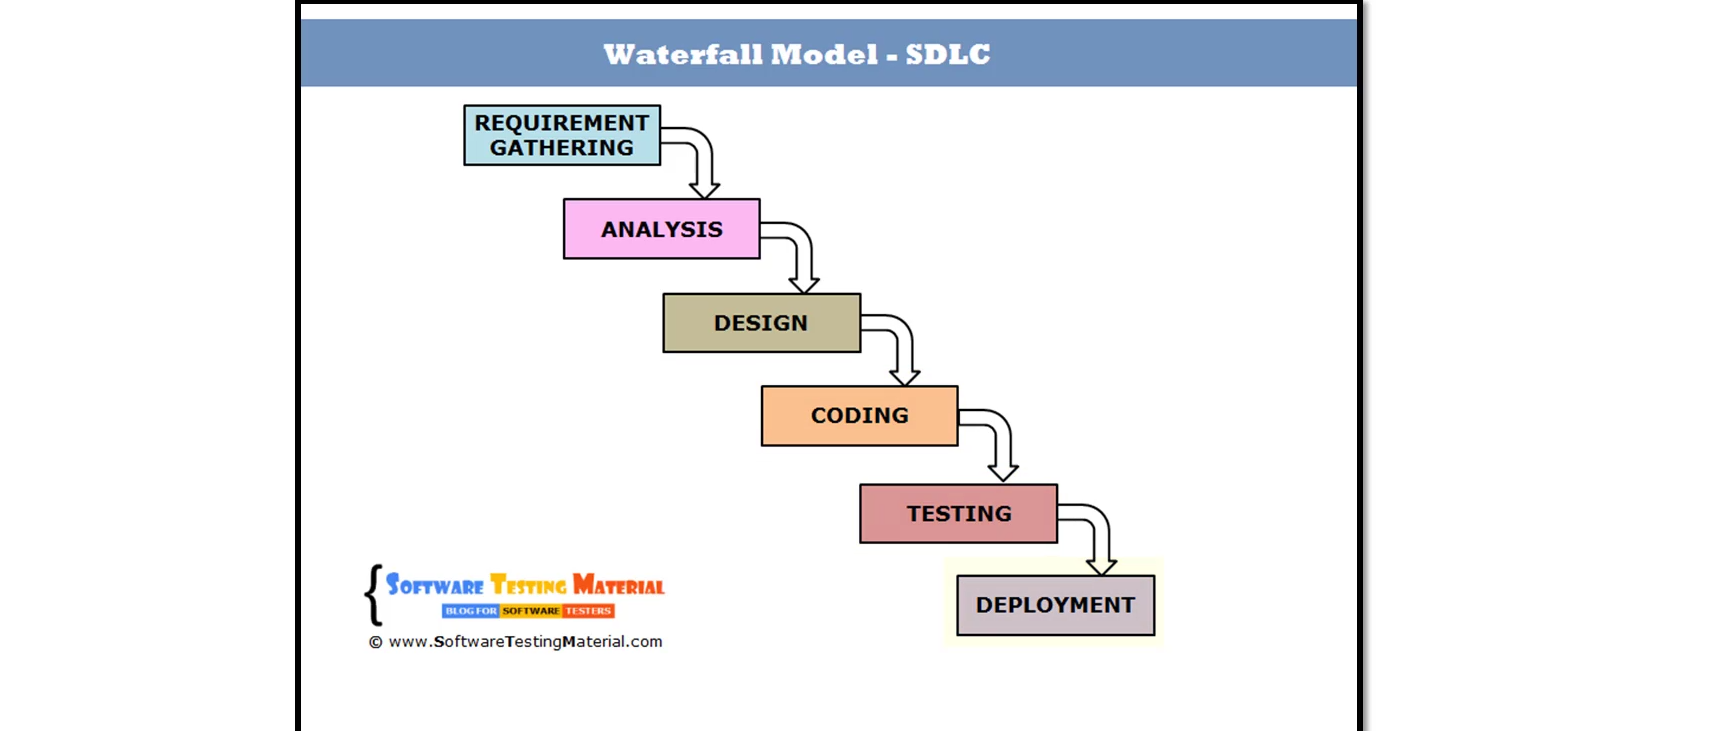 Waterfall Model - SDLC
REQUIREMENT
GATHERING
ANALYSIS
DESIGN
CODING
TESTING
DEPLOYMENT
{ SOFTWARE TESTING MATERIAL
BLOG FOR SOFTWARE TESTERS
© www.SoftwareTestingMaterial.com